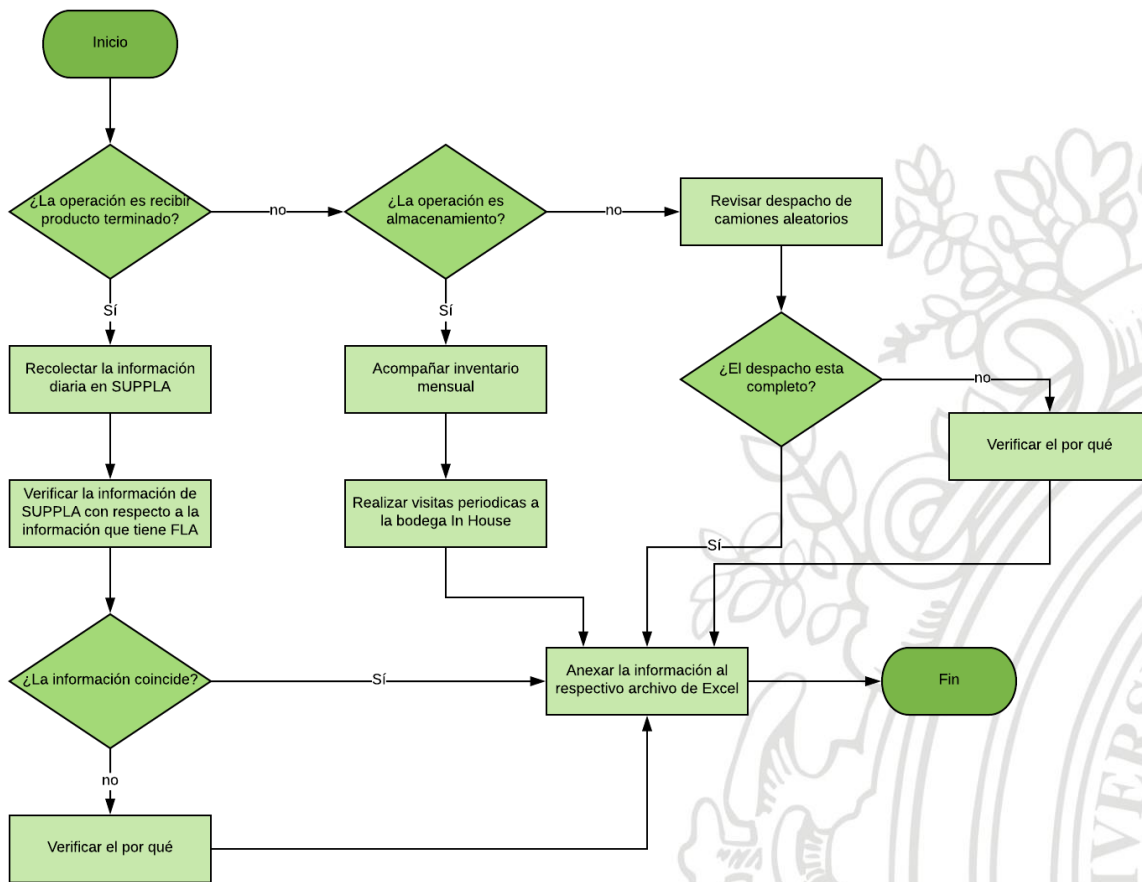 Inicio
¿La operación es recibir
producto terminado?
no
¿La operación es
almacenamiento?
no
Revisar despacho de
camiones aleatorios
Sí
Sí
Recolectar la información
diaria en SUPPLA
Acompañar inventario
mensual
¿El despacho esta
completo?
no
Verificar el por qué
Verificar la información de
SUPPLA con respecto a la
información que tiene FLA
Realizar visitas periodicas a
la bodega In House
Sí
¿La información coincide?
Sí
Anexar la información al
respectivo archivo de Excel
Fin
no
Verificar el por qué